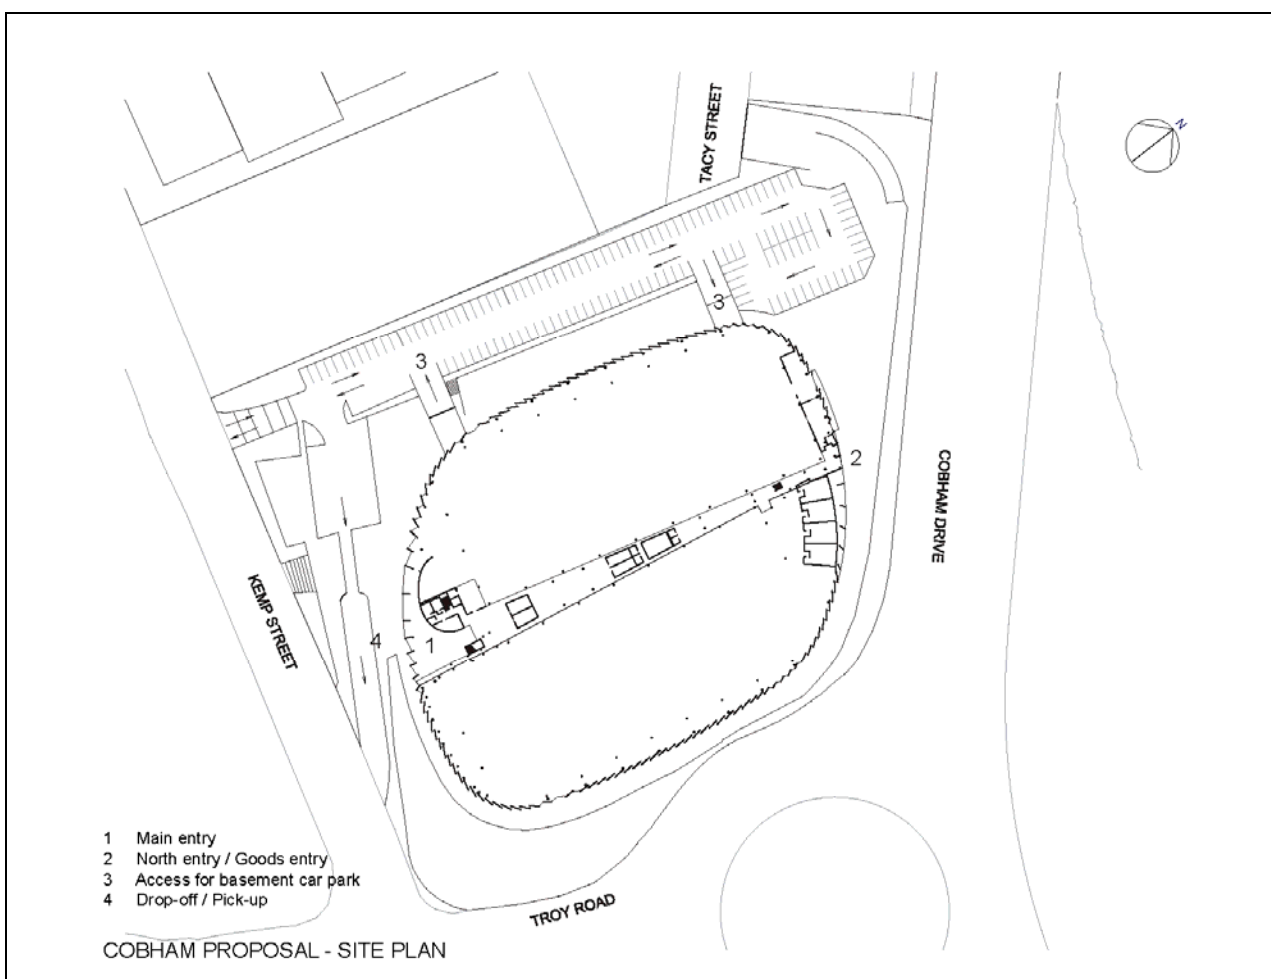 TACY STREET
N
3
3
2
COBHAM DRIVE
KEMP STREET
4
1
1 Main entry
2 North entry / Goods entry
3 Access for basement car park
4 Drop-off / Pick-up
TROY ROAD
COBHAM PROPOSAL - SITE PLAN